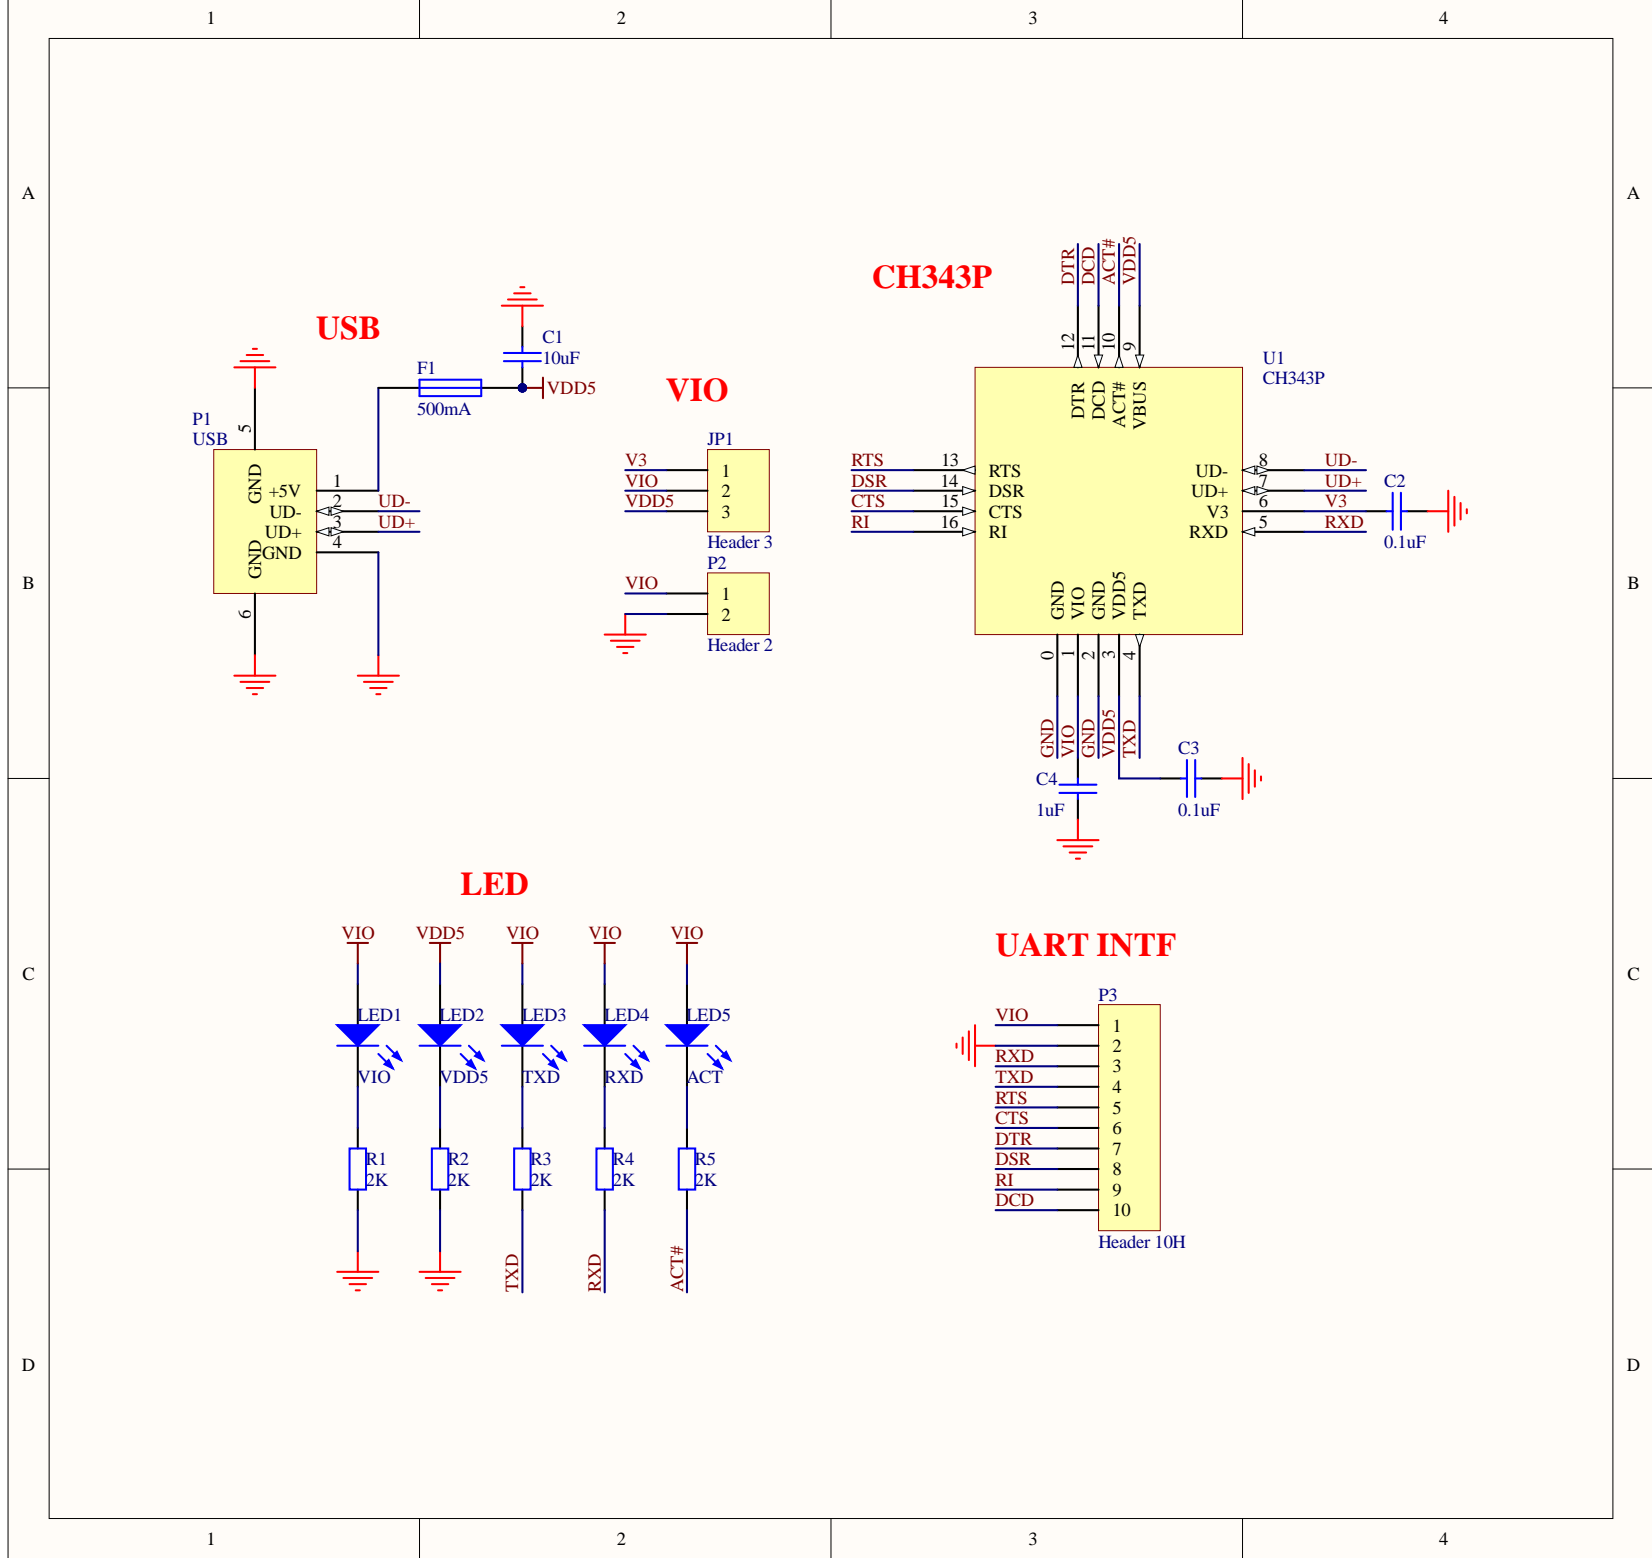 1 2 3 4
A A
CH343P
USB
VIO
DTR
DCD
ACT#
VDD5
12
11
10
9
C1
10uF
F1
500mA
VDD5
P1
USB
5
GND
+5V
UD-
UD+
GND
GND
1
2
3
4
UD-
UD+
6
JP1
V3
VIO
VDD5
1
2
3
Header 3
P2
VIO
1
2
Header 2
U1
CH343P
DTR
DCD
ACT#
VBUS
RTS 13 RTS
DSR 14 DSR
CTS 15 CTS
RI 16 RI
UD- 8 UD-
UD+ 7 UD+
V3 6 V3
RXD 5 RXD
C2
0.1uF
GND
VIO
GND
VDD5
TXD
0
1
2
3
4
GND
VIO
GND
VDD5
TXD
C3
0.1uF
C4
1uF
B B
LED
VIO VDD5 VIO VIO VIO
LED1 LED2 LED3 LED4 LED5
VIO VDD5 TXD RXD ACT
R1 R2 R3 R4 R5
2K 2K 2K 2K 2K
TXD RXD ACT#
C C
UART INTF
P3
VIO 1
2
RXD 3
TXD 4
RTS 5
CTS 6
DTR 7
DSR 8
RI 9
DCD 10
Header 10H
D D
1 2 3 4